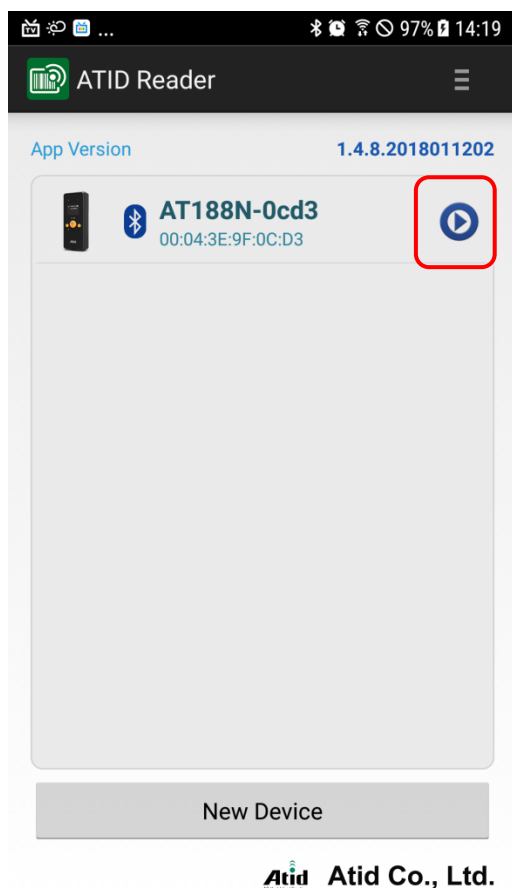 ... 97% 14:19
ATID Reader
App Version 1.4.8.2018011202
AT188N-0cd3
00:04:3E:9F:0C:D3
New Device
Atid Atid Co., Ltd.